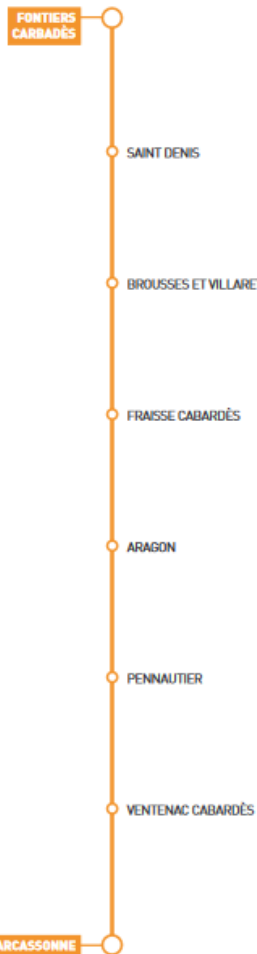 FONTIERS
CARBADÈS
SAINT DENIS
BROUSSES ET VILLARE
FRAISSE CABARDÈS
ARAGON
PENNAUTIER
VENTENAC CABARDÈS
ARCASSONNE